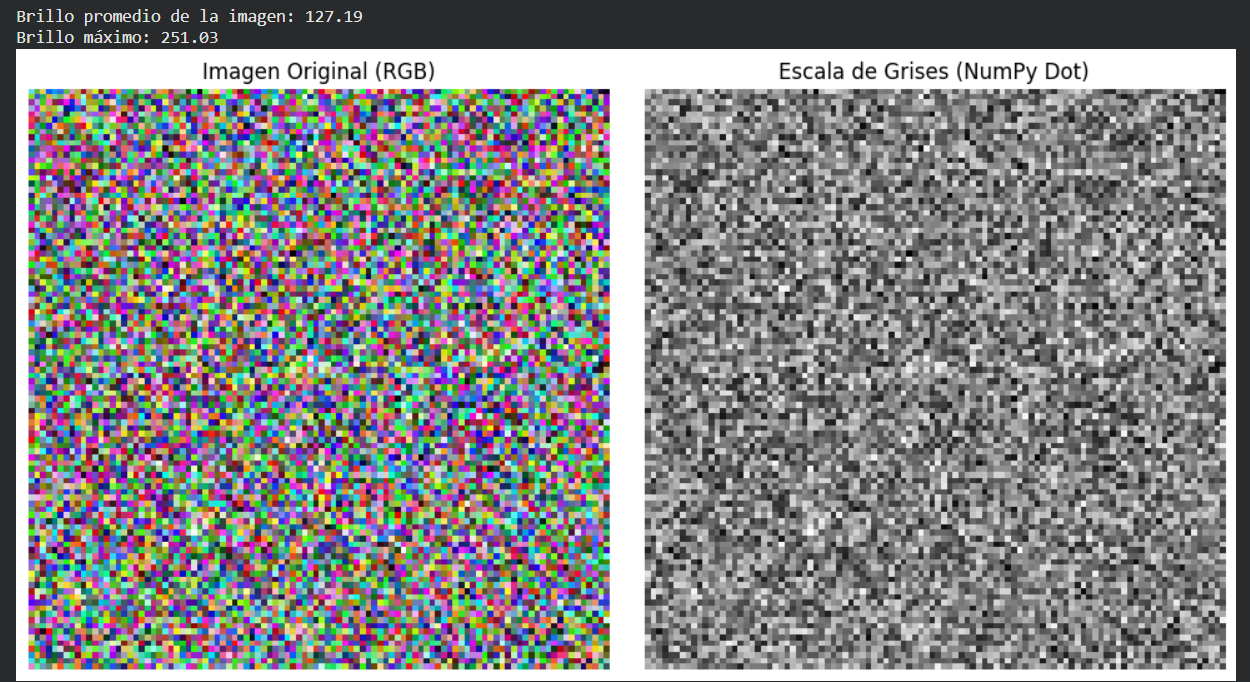 Brillo promedio de la imagen: 127.19
Brillo máximo: 251.03
Imagen Original (RGB)
Escala de Grises (NumPy Dot)